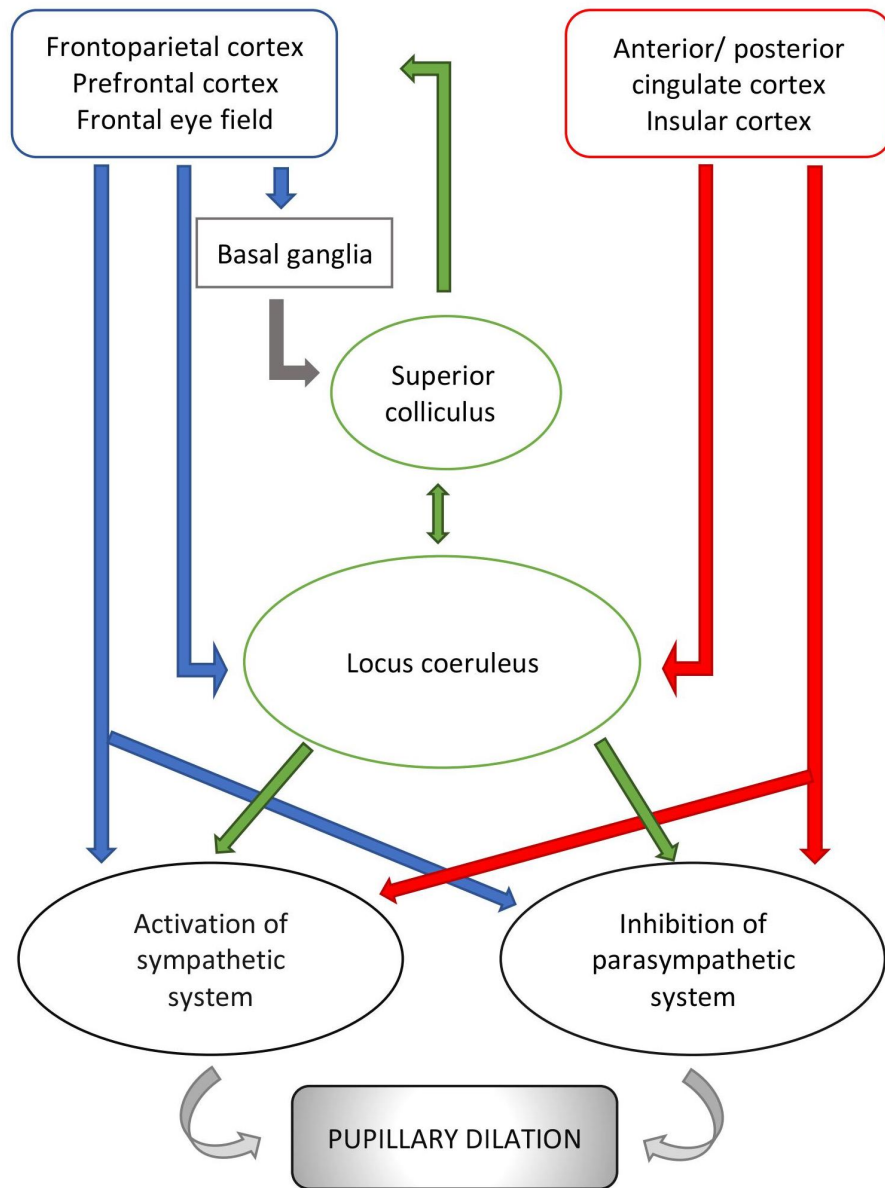 Frontoparietal cortex
Prefrontal cortex
Frontal eye field
Anterior/ posterior
cingulate cortex
Insular cortex
Basal ganglia
Superior
colliculus
Locus coeruleus
Activation of
sympathetic
system
Inhibition of
parasympathetic
system
PUPILLARY DILATION